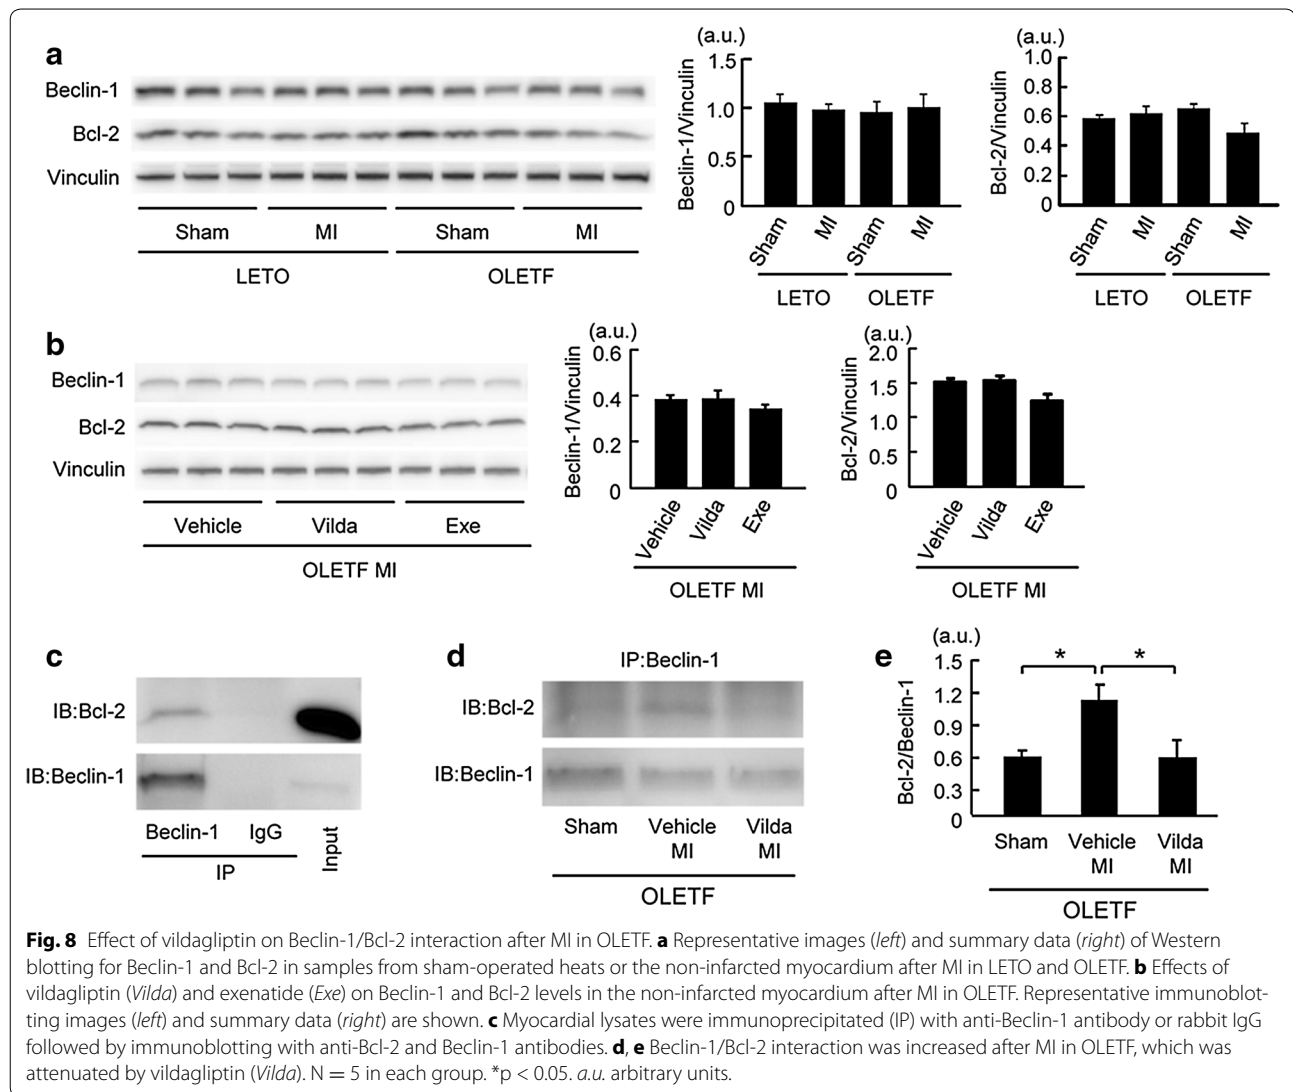 a
Beclin-1
Bcl-2
Vinculin
Sham MI Sham MI
LETO OLETF
(a.u.)
Beclin-1/Vinculin
1.5
1.0
0.5
0
Sham MI Sham MI
LETO OLETF
(a.u.)
Bcl-2/Vinculin
1.0
0.8
0.6
0.4
0.2
0
Sham MI Sham MI
LETO OLETF
b
Beclin-1
Bcl-2
Vinculin
Vehicle Vilda Exe
OLETF MI
(a.u.)
Beclin-1/Vinculin
0.6
0.4
0.2
0
Vehicle Vilda Exe
OLETF MI
(a.u.)
Bcl-2/Vinculin
2.0
1.5
1.0
0.5
0
Vehicle Vilda Exe
OLETF MI
c
IB:Bcl-2
IB:Beclin-1
Beclin-1 IgG Input
IP
d
IP:Beclin-1
IB:Bcl-2
IB:Beclin-1
Sham Vehicle MI Vilda MI
OLETF
e
(a.u.)
Bcl-2/Beclin-1
1.5
1.2
0.6
0.3
0
* *
Sham Vehicle MI Vilda MI
OLETF
Fig. 8 Effect of vildagliptin on Beclin-1/Bcl-2 interaction after MI in OLETF. a Representative images (left) and summary data (right) of Western
blotting for Beclin-1 and Bcl-2 in samples from sham-operated heats or the non-infarcted myocardium after MI in LETO and OLETF. b Effects of
vildagliptin (Vilda) and exenatide (Exe) on Beclin-1 and Bcl-2 levels in the non-infarcted myocardium after MI in OLETF. Representative immunoblot-
ting images (left) and summary data (right) are shown. c Myocardial lysates were immunoprecipitated (IP) with anti-Beclin-1 antibody or rabbit IgG
followed by immunoblotting with anti-Bcl-2 and Beclin-1 antibodies. d, e Beclin-1/Bcl-2 interaction was increased after MI in OLETF, which was
attenuated by vildagliptin (Vilda). N = 5 in each group. *p < 0.05. a.u. arbitrary units.